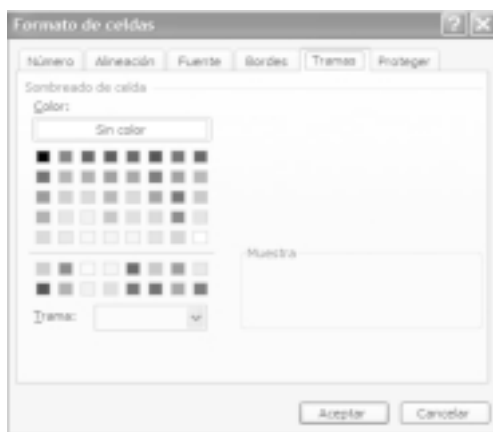 Formato de celdas
Número Alineación Fuente Bordes Tramas Proteger
Sombreado de celda
Color:
Sin color
Muestra
Trama:
Aceptar Cancelar